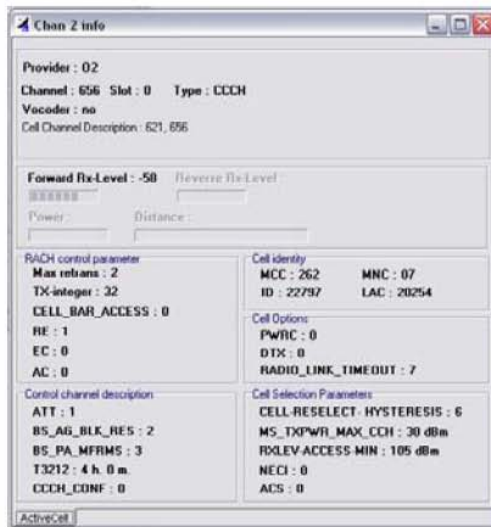 Chan 2 info
Provider : O2
Channel : 656 Slot : 0 Type : CCCH
Vocoder : no
Cell Channel Description : 621, 656
Forward Rx-Level : -58 Reverse Rx-Level :
Power : Distance :
RACH control parameter
Max retrans : 2
TX-integer : 32
CELL_BAR_ACCESS : 0
RE : 1
EC : 0
AC : 0
Cell identity
MCC : 262 MNC : 07
ID : 22797 LAC : 20254
Cell Options
PWRC : 0
DTX : 0
RADIO_LINK_TIMEOUT : 7
Control channel description
ATT : 1
BS_AG_BLK_RES : 2
BS_PA_MFRMS : 3
T3212 : 4 h. 0 m.
CCCH_CONF : 0
Cell Selection Parameters
CELL-RESELECT- HYSTERESIS : 6
MS_TXPWR_MAX_CCH : 30 dBm
RXLEV-ACCESS-MIN : 105 dBm
NECI : 0
ACS : 0
ActiveCell